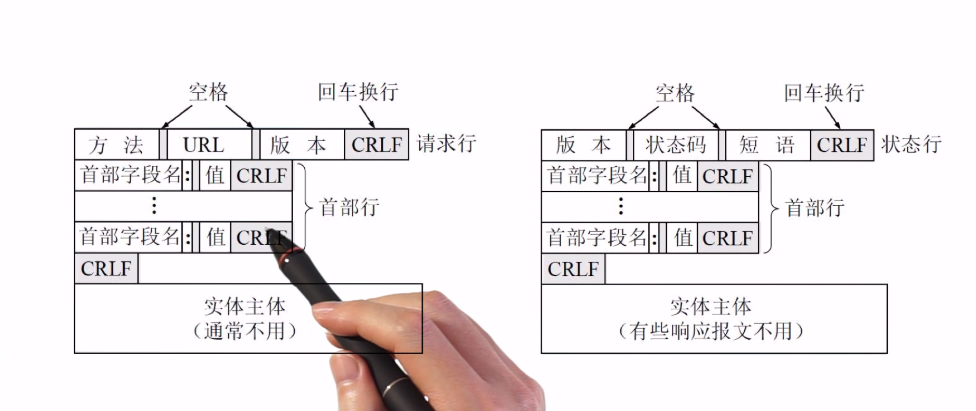 空格 回车换行
方法 URL 版本 CRLF 请求行
首部字段名: 值 CRLF
⋮ 首部行
首部字段名: 值 CRLF
CRLF
实体主体
(通常不用)
空格 回车换行
版本 状态码 短语 CRLF 状态行
首部字段名: 值 CRLF
⋮ 首部行
首部字段名: 值 CRLF
CRLF
实体主体
(有些响应报文不用)